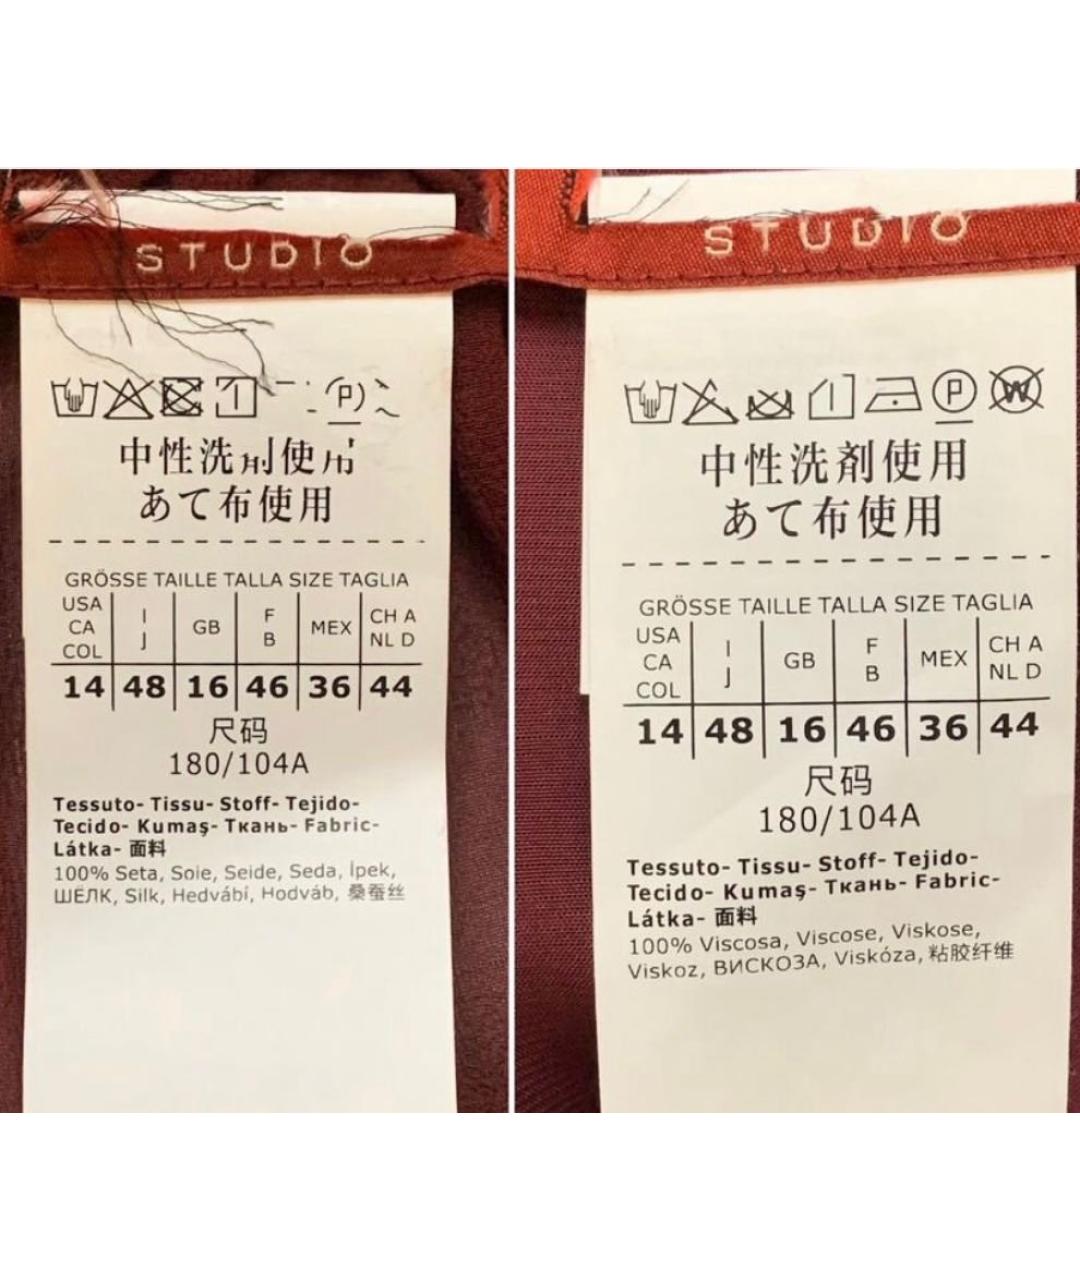 STUDIO
中性洗剤使用
あて布使用
GRÖSSE TAILLE TALLA SIZE TAGLIA
USA CA COL I J GB F B MEX CH A NL D
14 48 16 46 36 44
尺码
180/104A
Tessuto- Tissu- Stoff- Tejido-
Tecido- Kumaş- Ткань- Fabric-
Látka- 面料
100% Seta, Soie, Seide, Seda, İpek,
ШЁЛК, Silk, Hedvábí, Hodváb, 桑蚕丝
STUDIO
中性洗剤使用
あて布使用
GRÖSSE TAILLE TALLA SIZE TAGLIA
USA CA COL I J GB F B MEX CH A NL D
14 48 16 46 36 44
尺码
180/104A
Tessuto- Tissu- Stoff- Tejido-
Tecido- Kumaş- Ткань- Fabric-
Látka- 面料
100% Viscosa, Viscose, Viskose,
Viskoz, ВИСКОЗА, Viskóza, 粘胶纤维